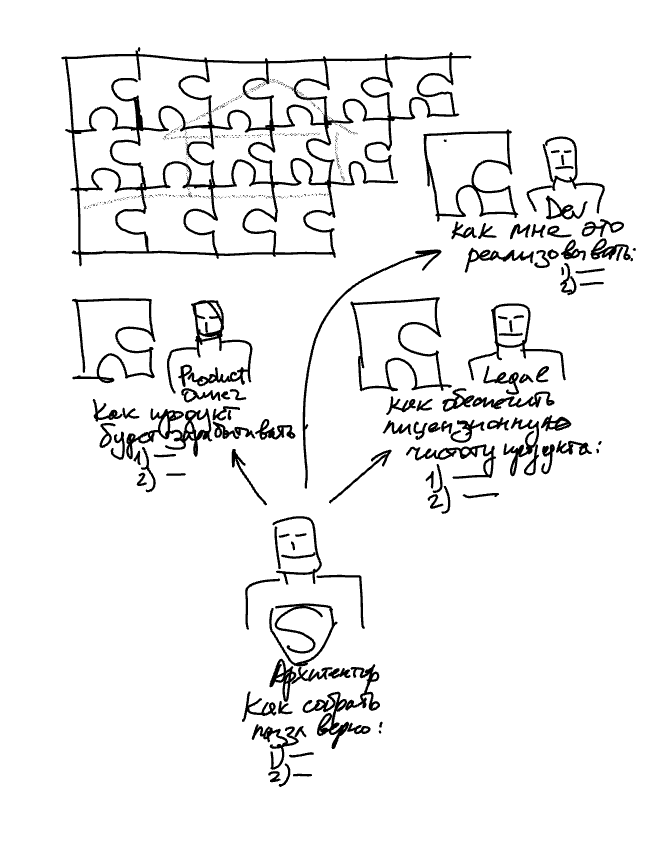 Dev
Как мне это
реализовывать:
1) —
2) —
Product
Owner
Как продукт
будет зарабатывать
1) —
2) —
Legal
Как обеспечить
лицензионную
чистоту продукта:
1) —
2) —
S
Архитектор
Как собрать
пазл верно:
1) —
2) —